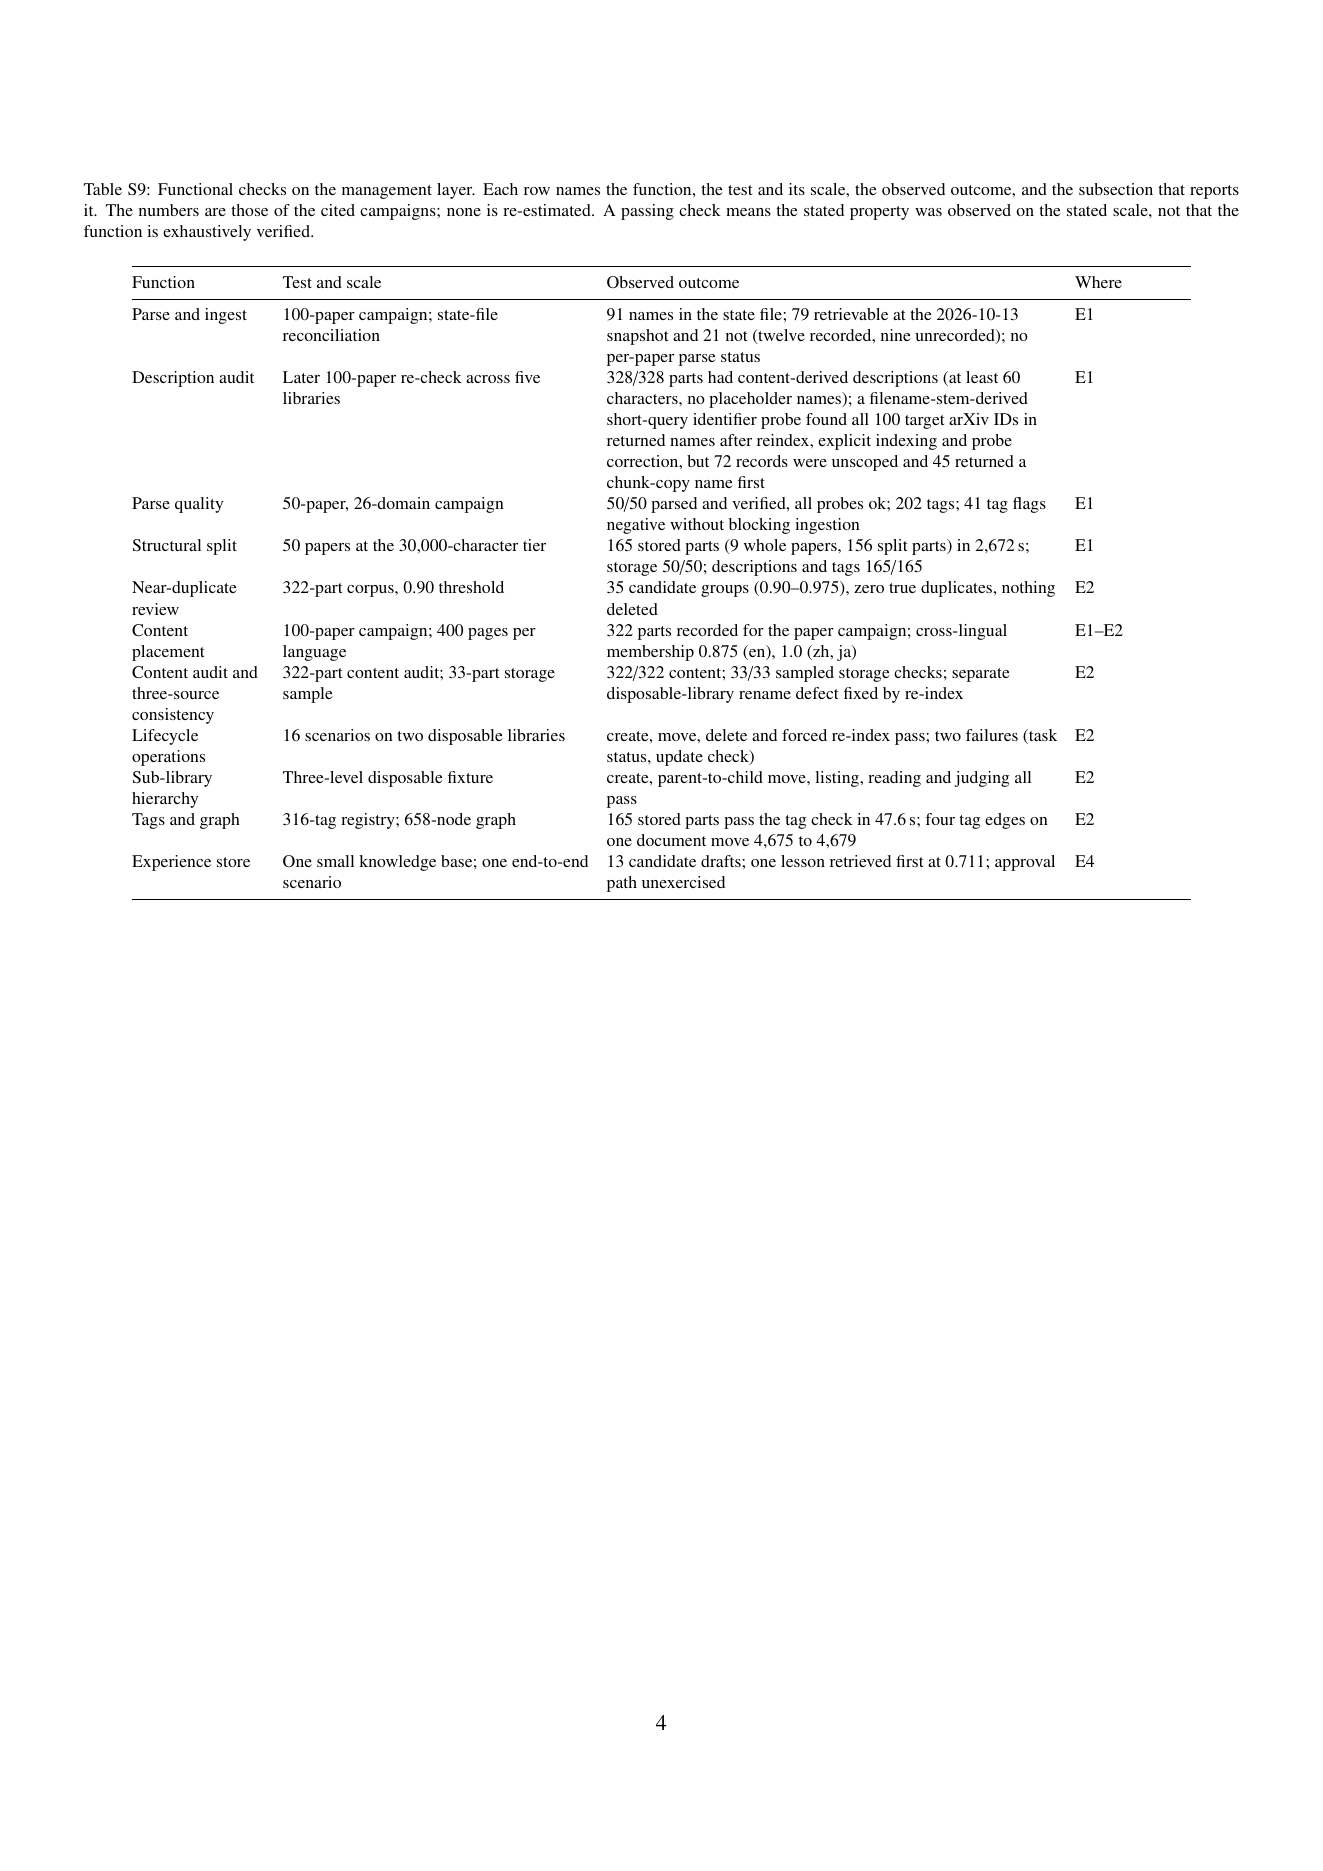 Table S9: Functional checks on the management layer. Each row names the function, the test and its scale, the observed outcome, and the subsection that reports
it. The numbers are those of the cited campaigns; none is re-estimated. A passing check means the stated property was observed on the stated scale, not that the
function is exhaustively verified.
Function Test and scale Observed outcome Where
Parse and ingest 100-paper campaign; state-file 91 names in the state file; 79 retrievable at the 2026-10-13 E1
reconciliation snapshot and 21 not (twelve recorded, nine unrecorded); no
per-paper parse status
Description audit Later 100-paper re-check across five 328/328 parts had content-derived descriptions (at least 60 E1
libraries characters, no placeholder names); a filename-stem-derived
short-query identifier probe found all 100 target arXiv IDs in
returned names after reindex, explicit indexing and probe
correction, but 72 records were unscoped and 45 returned a
chunk-copy name first
Parse quality 50-paper, 26-domain campaign 50/50 parsed and verified, all probes ok; 202 tags; 41 tag flags E1
negative without blocking ingestion
Structural split 50 papers at the 30,000-character tier 165 stored parts (9 whole papers, 156 split parts) in 2,672 s; E1
storage 50/50; descriptions and tags 165/165
Near-duplicate 322-part corpus, 0.90 threshold 35 candidate groups (0.90–0.975), zero true duplicates, nothing E2
review deleted
Content 100-paper campaign; 400 pages per 322 parts recorded for the paper campaign; cross-lingual E1–E2
placement language membership 0.875 (en), 1.0 (zh, ja)
Content audit and 322-part content audit; 33-part storage 322/322 content; 33/33 sampled storage checks; separate E2
three-source sample disposable-library rename defect fixed by re-index
consistency
Lifecycle 16 scenarios on two disposable libraries create, move, delete and forced re-index pass; two failures (task E2
operations status, update check)
Sub-library Three-level disposable fixture create, parent-to-child move, listing, reading and judging all E2
hierarchy pass
Tags and graph 316-tag registry; 658-node graph 165 stored parts pass the tag check in 47.6 s; four tag edges on E2
one document move 4,675 to 4,679
Experience store One small knowledge base; one end-to-end 13 candidate drafts; one lesson retrieved first at 0.711; approval E4
scenario path unexercised
4